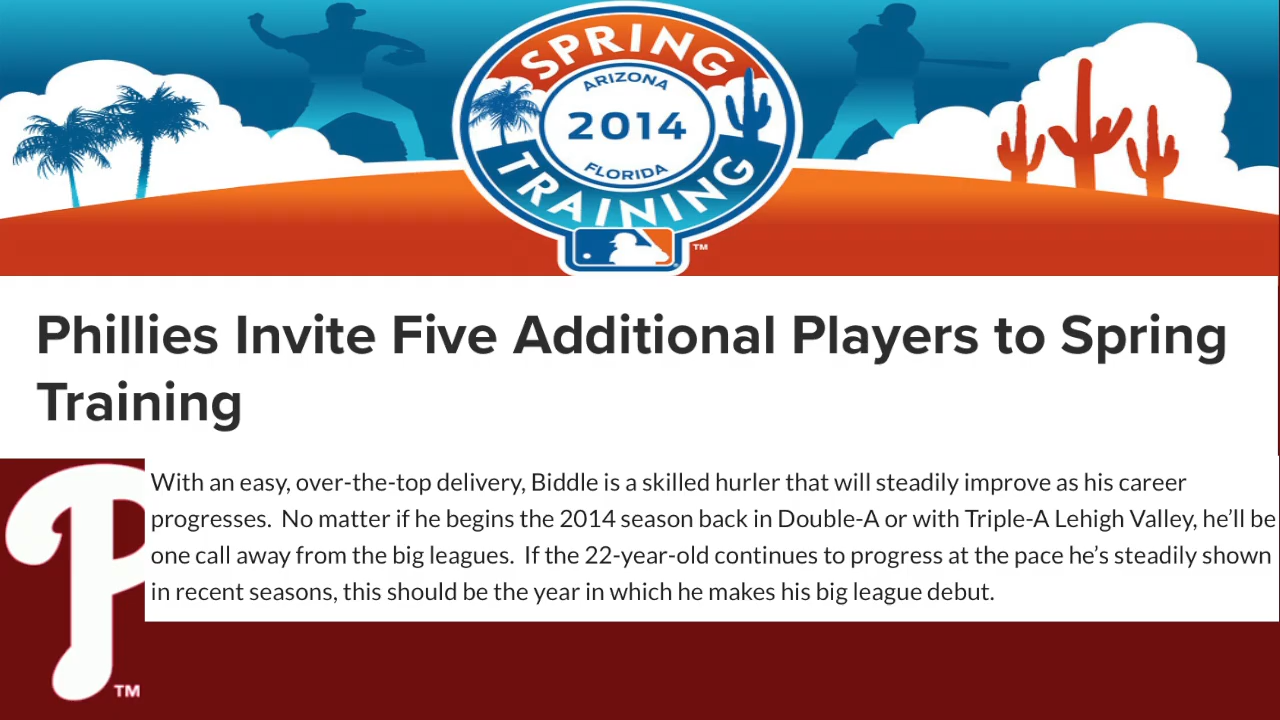 SPRING
ARIZONA
2014
FLORIDA
TRAINING
TM
Phillies Invite Five Additional Players to Spring
Training
With an easy, over-the-top delivery, Biddle is a skilled hurler that will steadily improve as his career
progresses.  No matter if he begins the 2014 season back in Double-A or with Triple-A Lehigh Valley, he’ll be
one call away from the big leagues.  If the 22-year-old continues to progress at the pace he’s steadily shown
in recent seasons, this should be the year in which he makes his big league debut.
P
TM